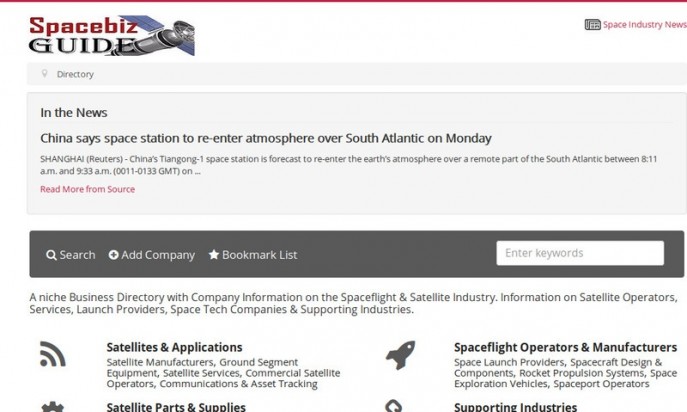 Spacebiz
GUIDE
Space Industry News
Directory
In the News
China says space station to re-enter atmosphere over South Atlantic on Monday
SHANGHAI (Reuters) - China's Tiangong-1 space station is forecast to re-enter the earth's atmosphere over a remote part of the South Atlantic between 8:11
a.m. and 9:33 a.m. (0011-0133 GMT) on ...
Read More from Source
Search Add Company Bookmark List Enter keywords
A niche Business Directory with Company Information on the Spaceflight & Satellite Industry. Information on Satellite Operators,
Services, Launch Providers, Space Tech Companies & Supporting Industries.
Satellites & Applications
Satellite Manufacturers, Ground Segment
Equipment, Satellite Services, Commercial Satellite
Operators, Communications & Asset Tracking
Spaceflight Operators & Manufacturers
Space Launch Providers, Spacecraft Design &
Components, Rocket Propulsion Systems, Space
Exploration Vehicles, Spaceport Operators
Satellite Parts & Supplies
Supporting Industries